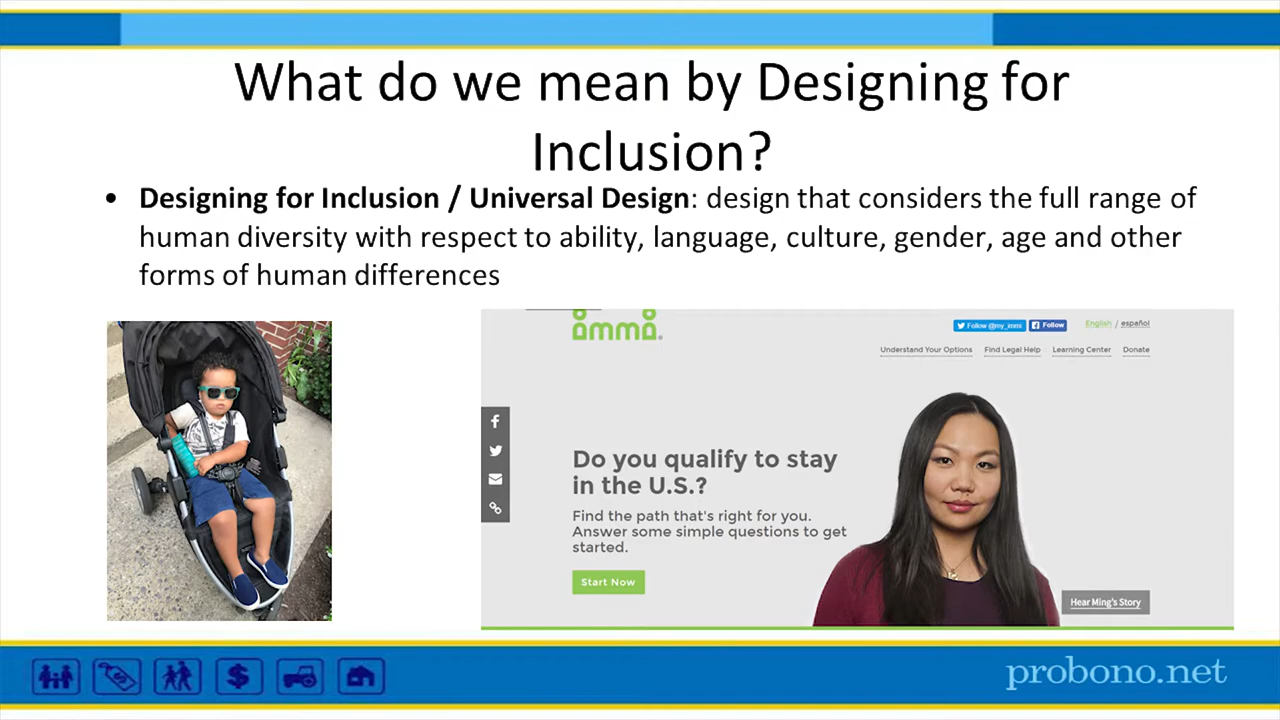 What do we mean by Designing for
Inclusion?
• Designing for Inclusion / Universal Design: design that considers the full range of
human diversity with respect to ability, language, culture, gender, age and other
forms of human differences
immi®
Follow @my_immi
Follow
English / español
Understand Your Options
Find Legal Help
Learning Center
Donate
Do you qualify to stay
in the U.S.?
Find the path that's right for you.
Answer some simple questions to get
started.
Start Now
Hear Ming's Story
probono.net